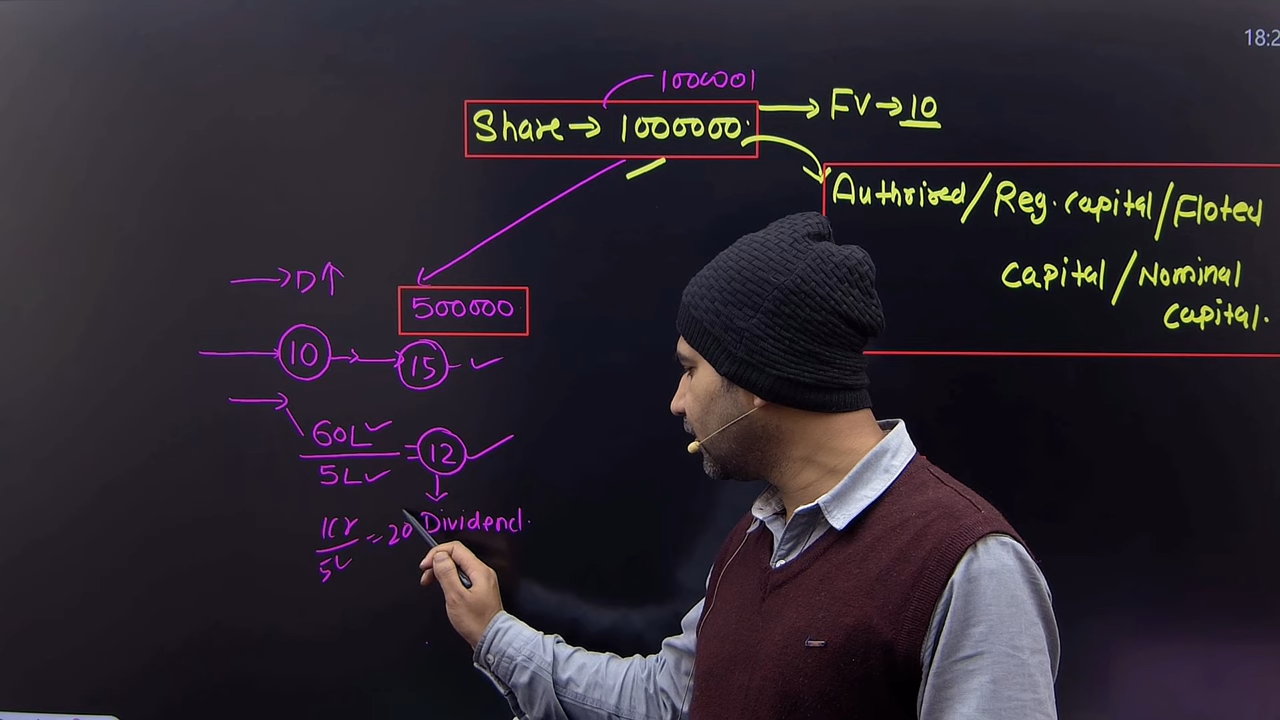 18:2
1000001
Share → 1000000 → FV → 10
Authrised/Reg. capital/Floted
capital/Nominal
capital.
→ D↑
500000
→ 10 → → 15 - ✓
→ 60L ✓ = 12 ✓
5L ✓
1Cr = 20 Dividend.
5L